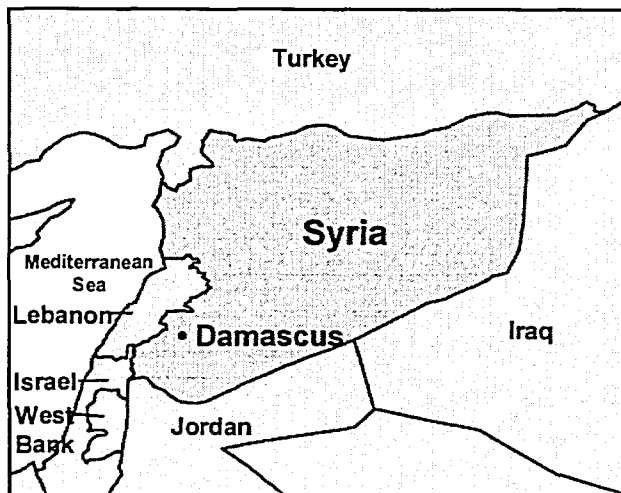 Turkey
Syria
Mediterranean
Sea
Lebanon
Damascus
Iraq
Israel
West
Bank
Jordan